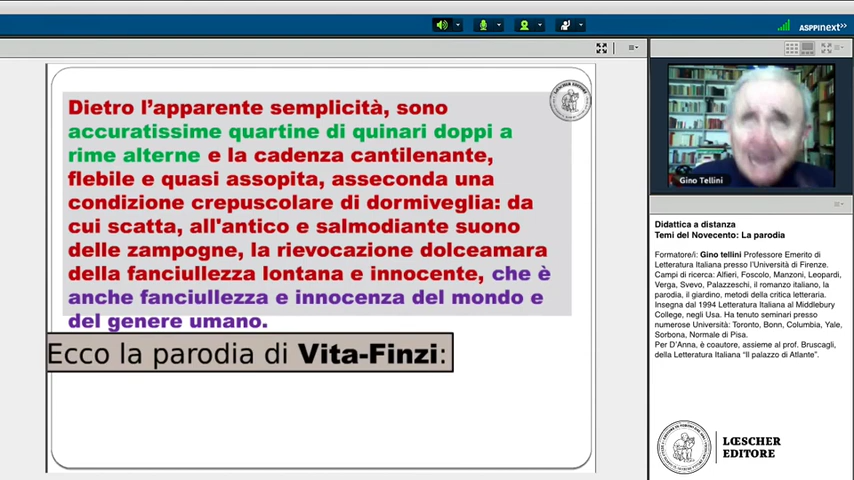 ASPPInext>>
Dietro l'apparente semplicità, sono
accuratissime quartine di quinari doppi a
rime alterne e la cadenza cantilenante,
flebile e quasi assopita, asseconda una
condizione crepuscolare di dormiveglia: da
cui scatta, all'antico e salmodiante suono
delle zampogne, la rievocazione dolceamara
della fanciullezza lontana e innocente, che è
anche fanciullezza e innocenza del mondo e
del genere umano.
Ecco la parodia di Vita-Finzi:
Gino Tellini
Didattica a distanza
Temi del Novecento: La parodia
Formatore/i: Gino tellini Professore Emerito di
Letteratura Italiana presso l'Università di Firenze.
Campi di ricerca: Alfieri, Foscolo, Manzoni, Leopardi,
Verga, Svevo, Palazzeschi, il romanzo italiano, la
parodia, il giardino, metodi della critica letteraria.
Insegna dal 1994 Letteratura Italiana al Middlebury
College, negli Usa. Ha tenuto seminari presso
numerose Università: Toronto, Bonn, Columbia, Yale,
Sorbona, Normale di Pisa.
Per D'Anna, è coautore, assieme al prof. Bruscagli,
della Letteratura Italiana "Il palazzo di Atlante".
LŒSCHER
EDITORE